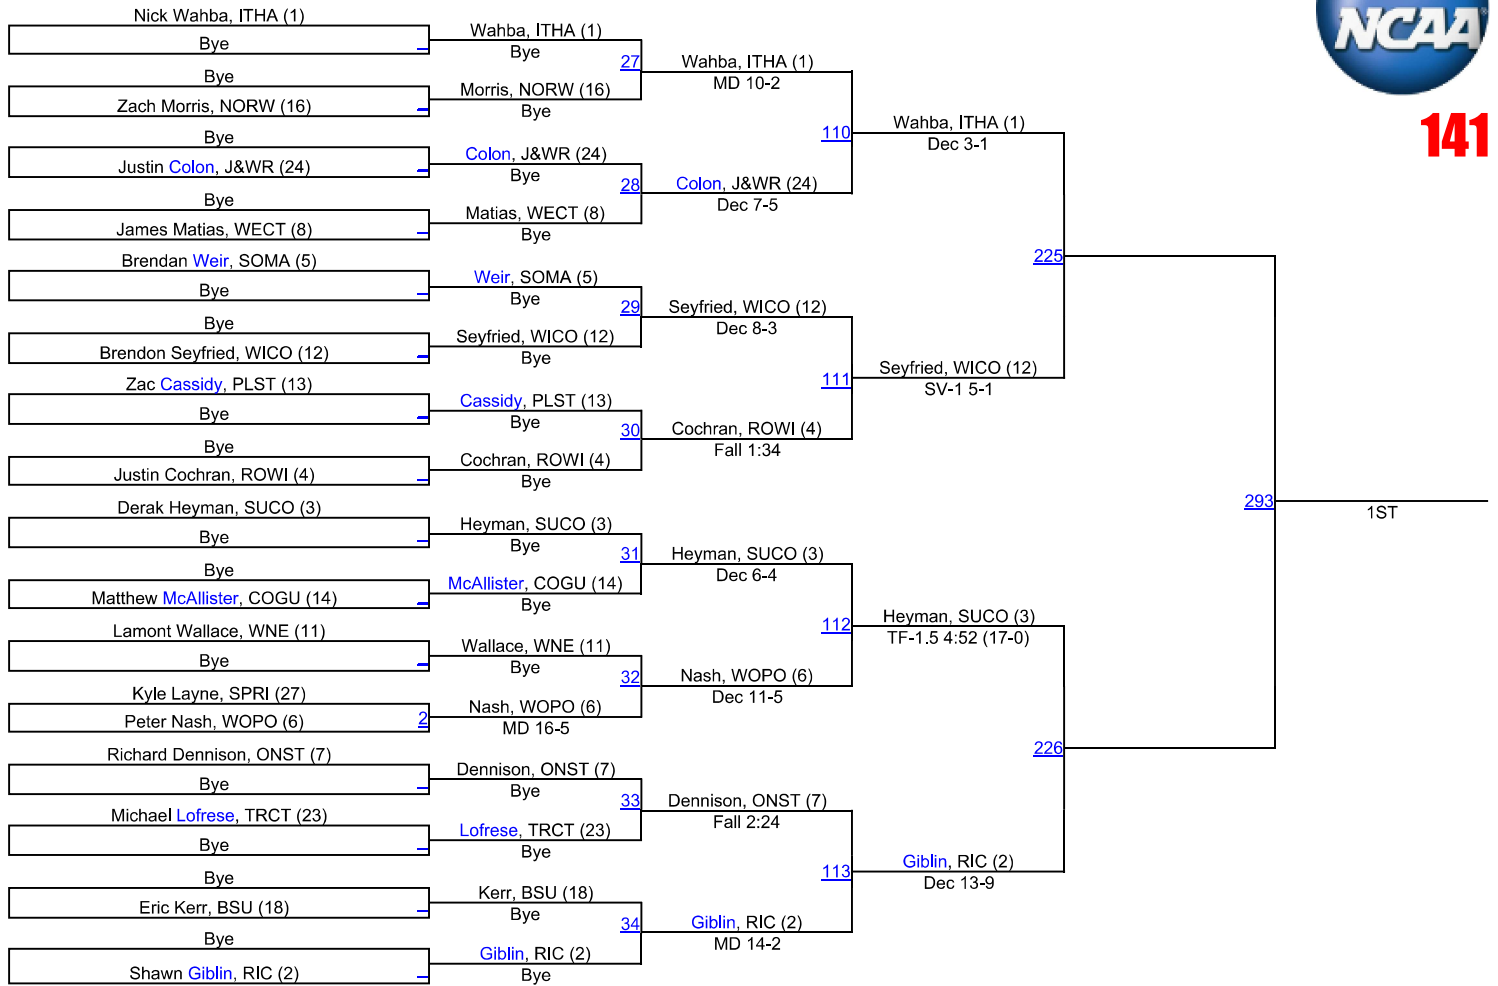 NCAA
141
Nick Wahba, ITHA (1)
Bye
Bye
Zach Morris, NORW (16)
Bye
Justin Colon, J&WR (24)
Bye
James Matias, WECT (8)
Brendan Weir, SOMA (5)
Bye
Bye
Brendon Seyfried, WICO (12)
Zac Cassidy, PLST (13)
Bye
Bye
Justin Cochran, ROWI (4)
Derak Heyman, SUCO (3)
Bye
Bye
Matthew McAllister, COGU (14)
Lamont Wallace, WNE (11)
Bye
Kyle Layne, SPRI (27)
Peter Nash, WOPO (6)
2
Richard Dennison, ONST (7)
Bye
Michael Lofrese, TRCT (23)
Bye
Bye
Eric Kerr, BSU (18)
Bye
Shawn Giblin, RIC (2)
Wahba, ITHA (1)
Bye
27
Morris, NORW (16)
Bye
Colon, J&WR (24)
Bye
28
Matias, WECT (8)
Bye
Weir, SOMA (5)
Bye
29
Seyfried, WICO (12)
Bye
Cassidy, PLST (13)
Bye
30
Cochran, ROWI (4)
Bye
Heyman, SUCO (3)
Bye
31
McAllister, COGU (14)
Bye
Wallace, WNE (11)
Bye
32
Nash, WOPO (6)
MD 16-5
Dennison, ONST (7)
Bye
33
Lofrese, TRCT (23)
Bye
Kerr, BSU (18)
Bye
34
Giblin, RIC (2)
Bye
Wahba, ITHA (1)
MD 10-2
110
Colon, J&WR (24)
Dec 7-5
Seyfried, WICO (12)
Dec 8-3
111
Cochran, ROWI (4)
Fall 1:34
Heyman, SUCO (3)
Dec 6-4
112
Nash, WOPO (6)
Dec 11-5
Dennison, ONST (7)
Fall 2:24
113
Giblin, RIC (2)
MD 14-2
Wahba, ITHA (1)
Dec 3-1
225
Seyfried, WICO (12)
SV-1 5-1
Heyman, SUCO (3)
TF-1.5 4:52 (17-0)
226
Giblin, RIC (2)
Dec 13-9
293
1ST